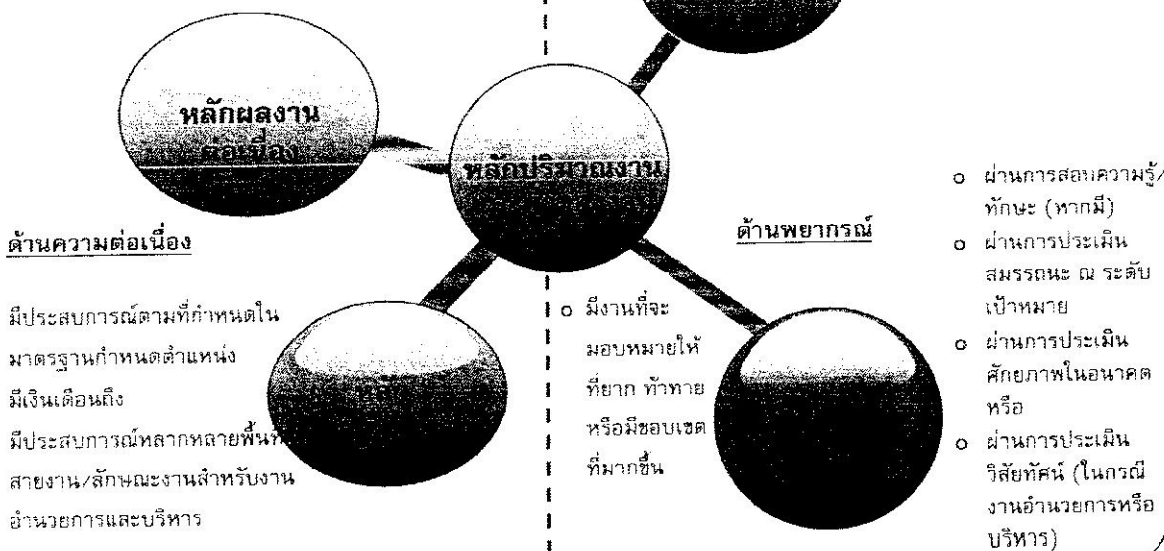 หลักผลงาน
ต่อเนื่อง
หลักปริมาณงาน
ด้านความต่อเนื่อง
มีประสบการณ์ตามที่กำหนดใน
มาตรฐานกำหนดตำแหน่ง
มีเงินเดือนถึง
มีประสบการณ์หลากหลายพื้นที่
สายงาน/ลักษณะงานสำหรับงาน
อำนวยการและบริหาร
ด้านพยากรณ์
o มีงานที่จะ
มอบหมายให้
ที่ยาก ท้าทาย
หรือมีขอบเขต
ที่มากขึ้น
o ผ่านการสอบความรู้/
ทักษะ (หากมี)
o ผ่านการประเมิน
สมรรถนะ ณ ระดับ
เป้าหมาย
o ผ่านการประเมิน
ศักยภาพในอนาคต
หรือ
o ผ่านการประเมิน
วิสัยทัศน์ (ในกรณี
งานอำนวยการหรือ
บริหาร)